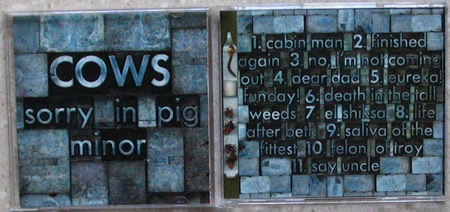 COWS
sorry in pig
minor
1. cabin man 2. finished
again 3. no, i'm not coming
out 4. dear dad 5. eureka!
funday! 6. death in the tall
weeds 7. el shiksa 8. life
after beth 9. saliva of the
fittest 10. felon of troy
11. say uncle